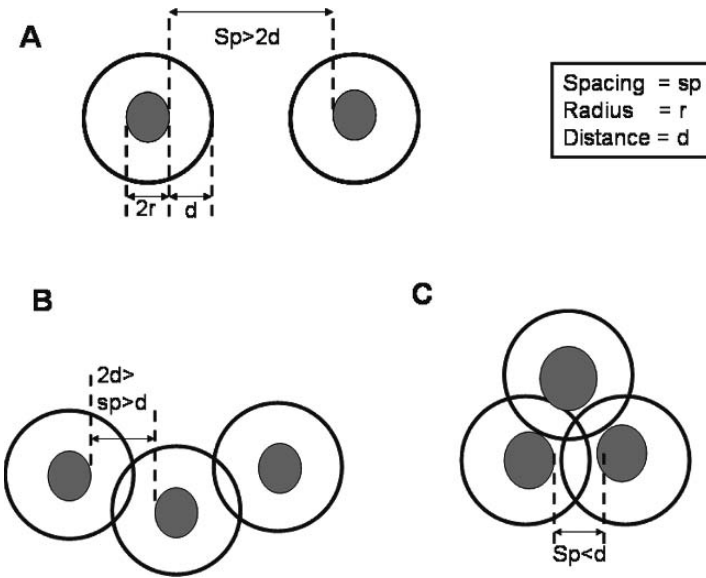 A
Sp>2d
Spacing = sp
Radius = r
Distance = d
2r
d
B
2d>
sp>d
C
Sp<d